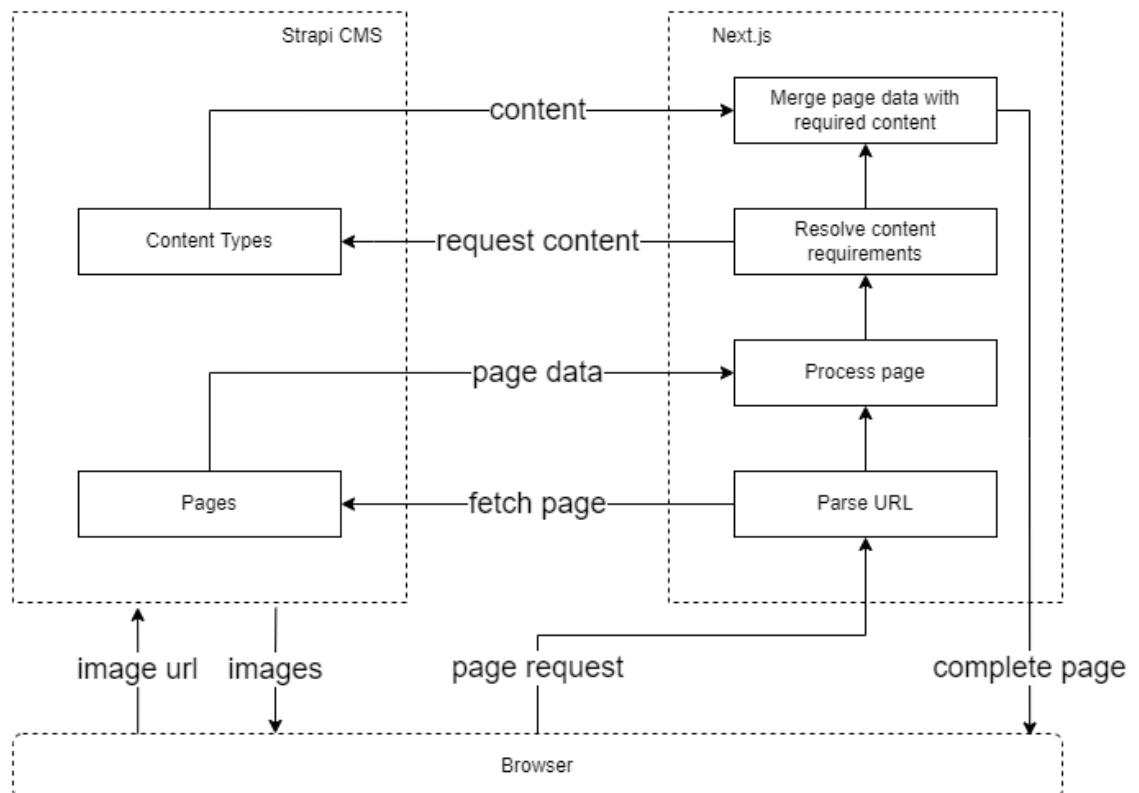 Strapi CMS
Next.js
content
Merge page data with
required content
Content Types
request content
Resolve content
requirements
page data
Process page
Pages
fetch page
Parse URL
image url
images
page request
complete page
Browser